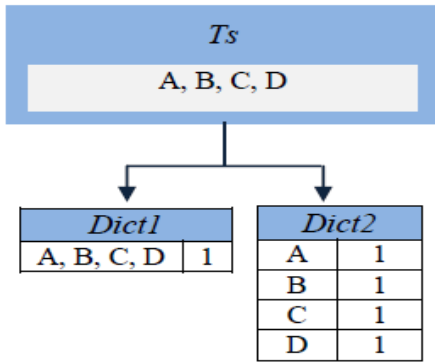 Ts
A, B, C, D
Dict1
A, B, C, D 1
Dict2
A 1
B 1
C 1
D 1